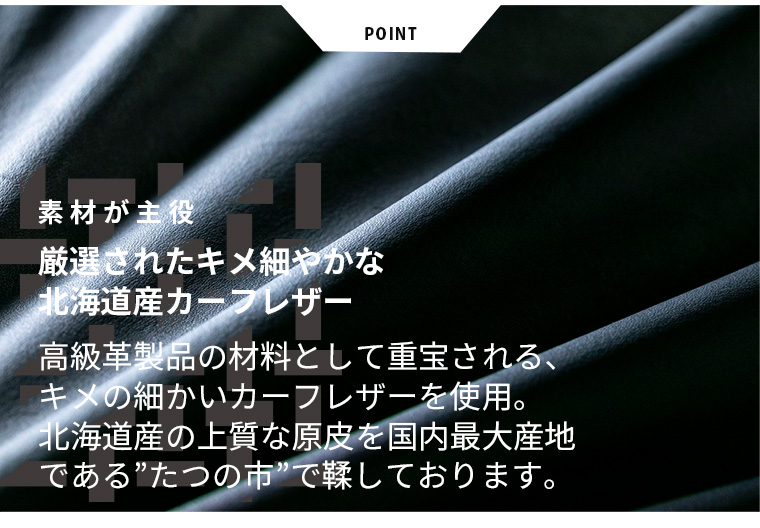 POINT
素材が主役
厳選されたキメ細やかな
北海道産カーフレザー
高級革製品の材料として重宝される、
キメの細かいカーフレザーを使用。
北海道産の上質な原皮を国内最大産地
である”たつの市”で鞣しております。